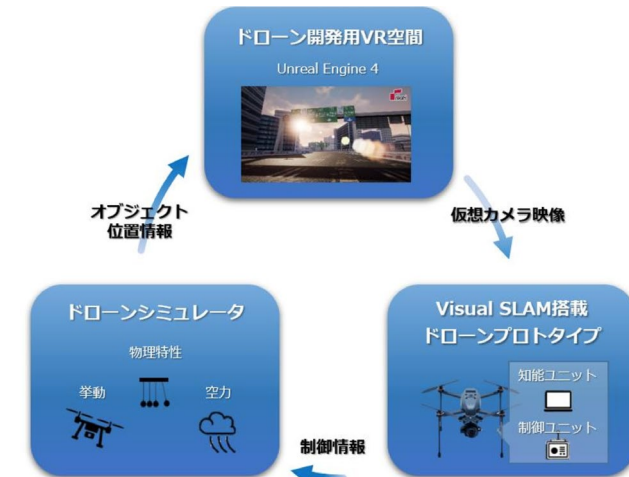 ドローン開発用VR空間
Unreal Engine 4
オブジェクト
位置情報
仮想カメラ映像
ドローンシミュレータ
物理特性
挙動
空力
Visual SLAM搭載
ドローンプロトタイプ
知能ユニット
制御ユニット
制御情報